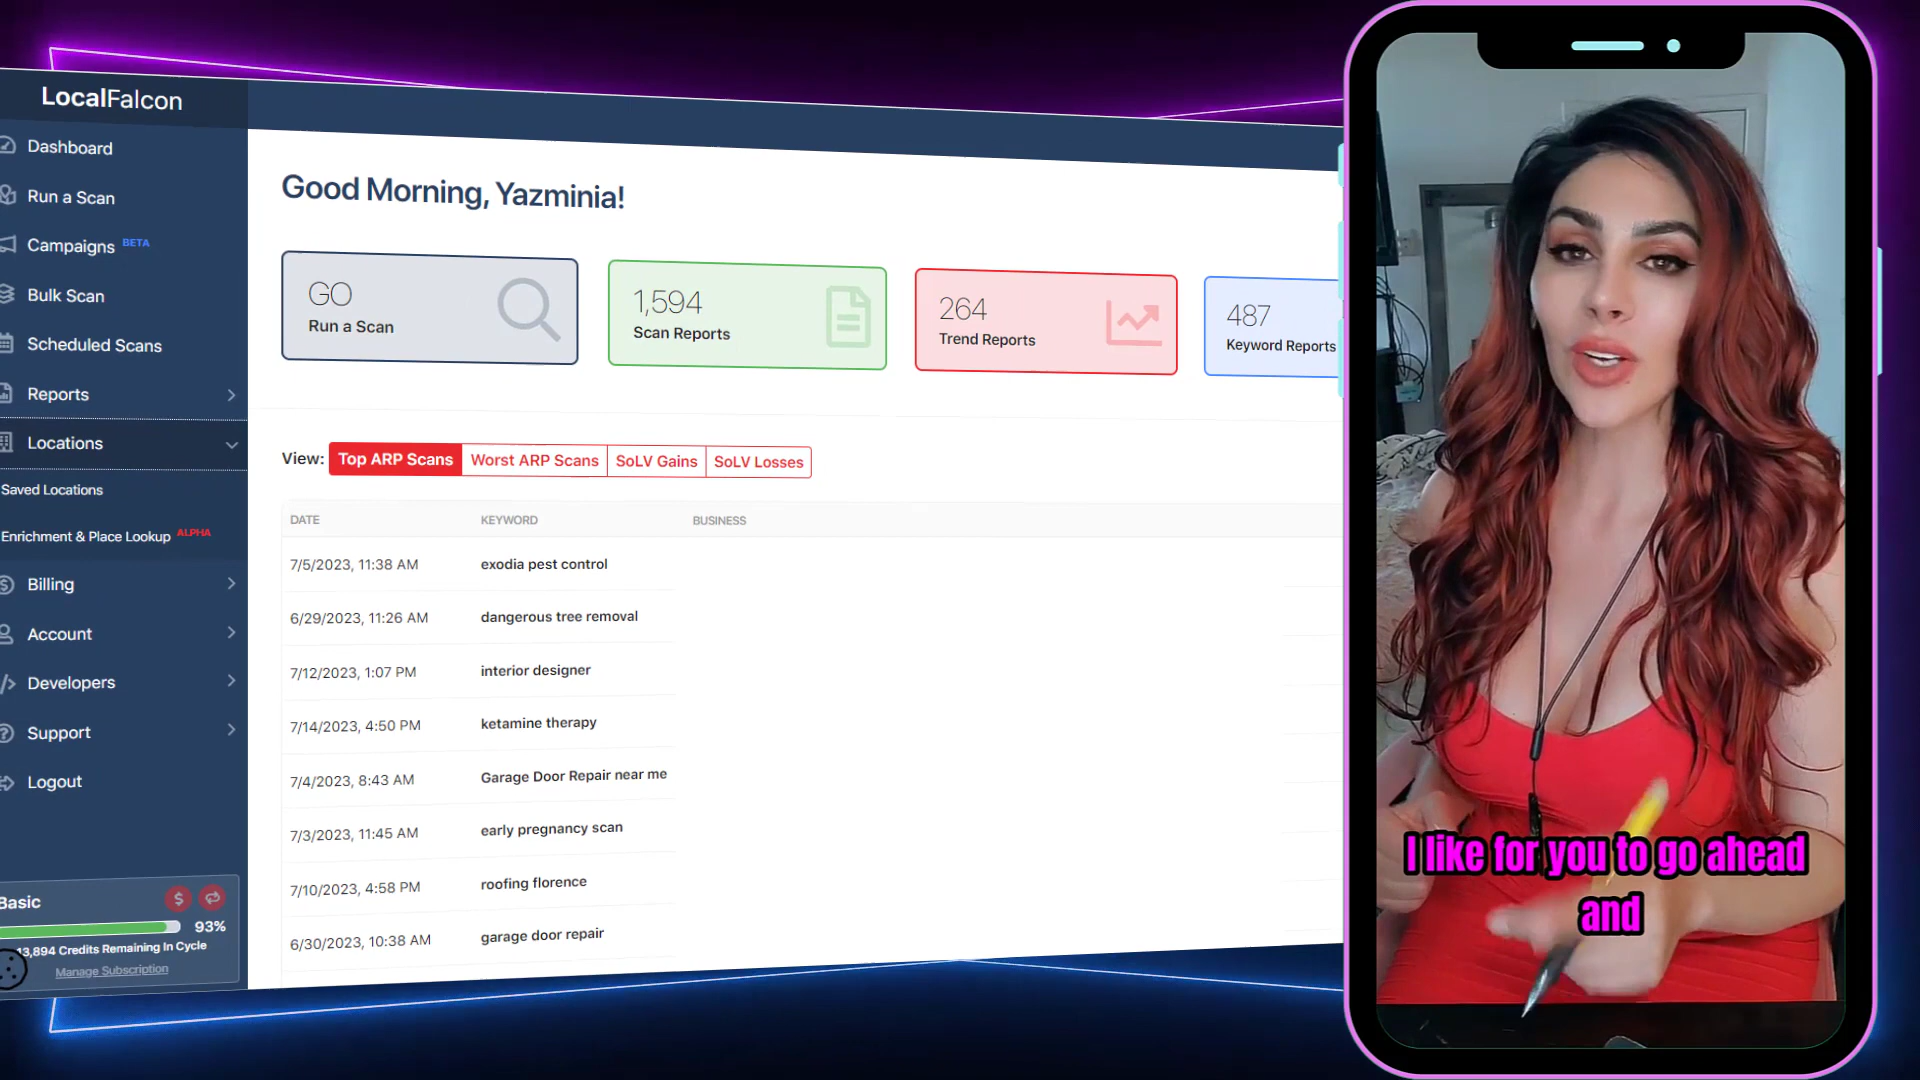 LocalFalcon
Dashboard
Run a Scan
Campaigns BETA
Bulk Scan
Scheduled Scans
Reports
Locations
Saved Locations
Enrichment & Place Lookup ALPHA
Billing
Account
Developers
Support
Logout
Basic
93%
13,894 Credits Remaining In Cycle
Manage Subscription
Good Morning, Yazminia!
GO
Run a Scan
1,594
Scan Reports
264
Trend Reports
487
Keyword Reports
View: Top ARP Scans Worst ARP Scans SoLV Gains SoLV Losses
DATE KEYWORD BUSINESS
7/5/2023, 11:38 AM exodia pest control
6/29/2023, 11:26 AM dangerous tree removal
7/12/2023, 1:07 PM interior designer
7/14/2023, 4:50 PM ketamine therapy
7/4/2023, 8:43 AM Garage Door Repair near me
7/3/2023, 11:45 AM early pregnancy scan
7/10/2023, 4:58 PM roofing florence
6/30/2023, 10:38 AM garage door repair
I like for you to go ahead
and